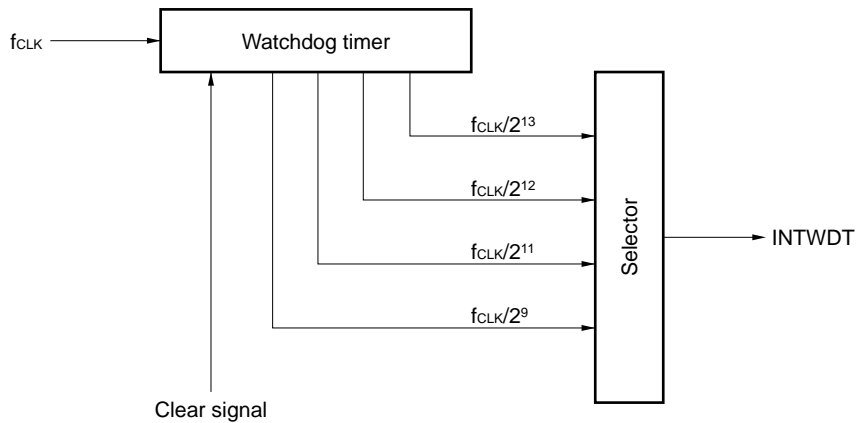 fCLK
Watchdog timer
fCLK/2¹³
fCLK/2¹²
fCLK/2¹¹
fCLK/2⁹
Selector
INTWDT
Clear signal